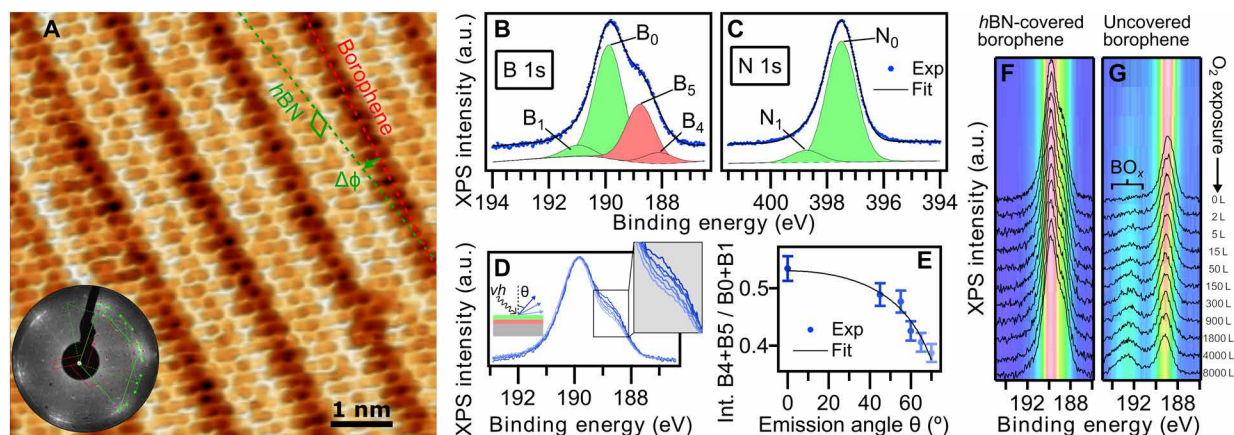 A
hBN
Borophene
Δϕ
1 nm
B
B 1s
B0
B1
B5
B4
XPS intensity (a.u.)
194 192 190 188
Binding energy (eV)
C
N 1s
N0
N1
Exp
Fit
400 398 396 394
D
νh
θ
XPS intensity (a.u.)
192 190 188
Binding energy (eV)
E
Int. B4+B5 / B0+B1
0.5
0.4
Exp
Fit
0 20 40 60
Emission angle θ (º)
hBN-covered
borophene
Uncovered
borophene
F
G
BOx
XPS intensity (a.u.)
192 188
192 188
Binding energy (eV)
O2 exposure
0 L
2 L
5 L
15 L
50 L
150 L
300 L
900 L
1800 L
4000 L
8000 L